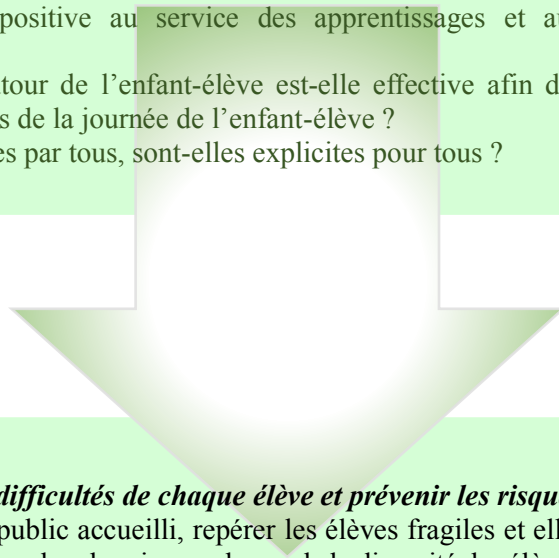 positive au service des apprentissages et au
tour de l'enfant-élève est-elle effective afin d
s de la journée de l'enfant-élève ?
es par tous, sont-elles explicites pour tous ?
difficultés de chaque élève et prévenir les risqu
public accueilli, repérer les élèves fragiles et ell